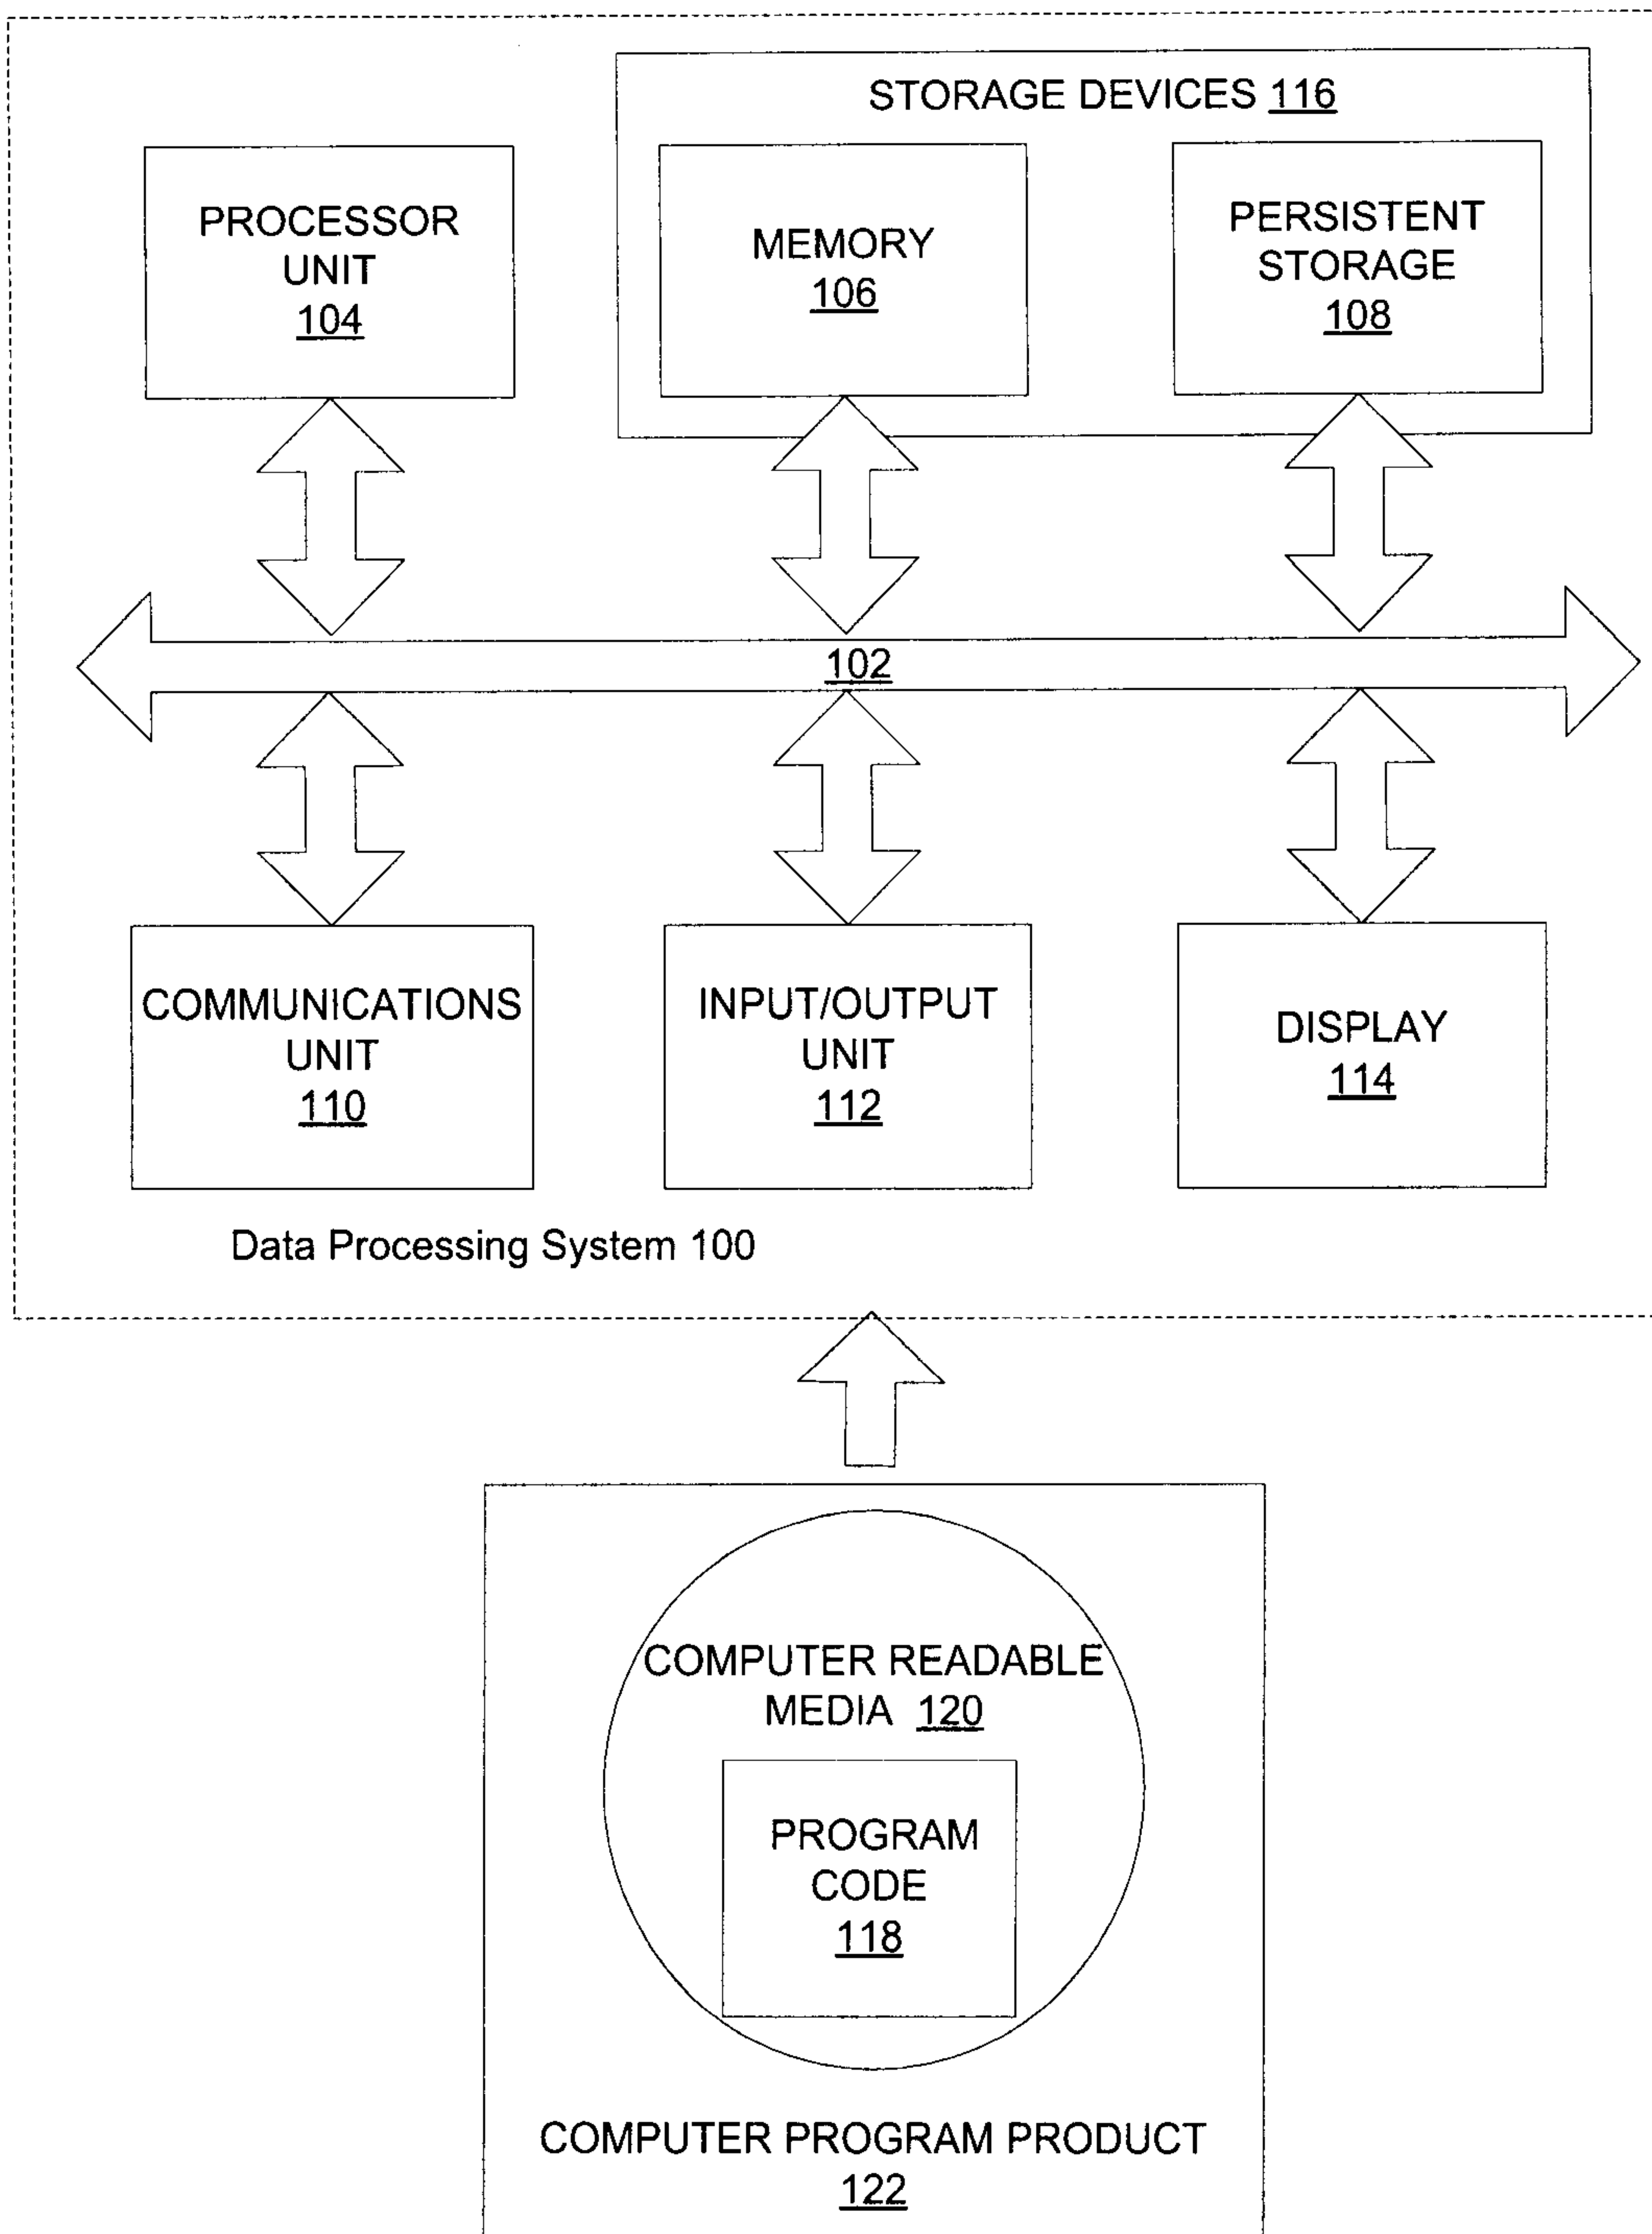 STORAGE DEVICES 116
PROCESSOR
UNIT
104
MEMORY
106
PERSISTENT
STORAGE
108
102
COMMUNICATIONS
UNIT
110
INPUT/OUTPUT
UNIT
112
DISPLAY
114
Data Processing System 100
COMPUTER READABLE
MEDIA 120
PROGRAM
CODE
118
COMPUTER PROGRAM PRODUCT
122